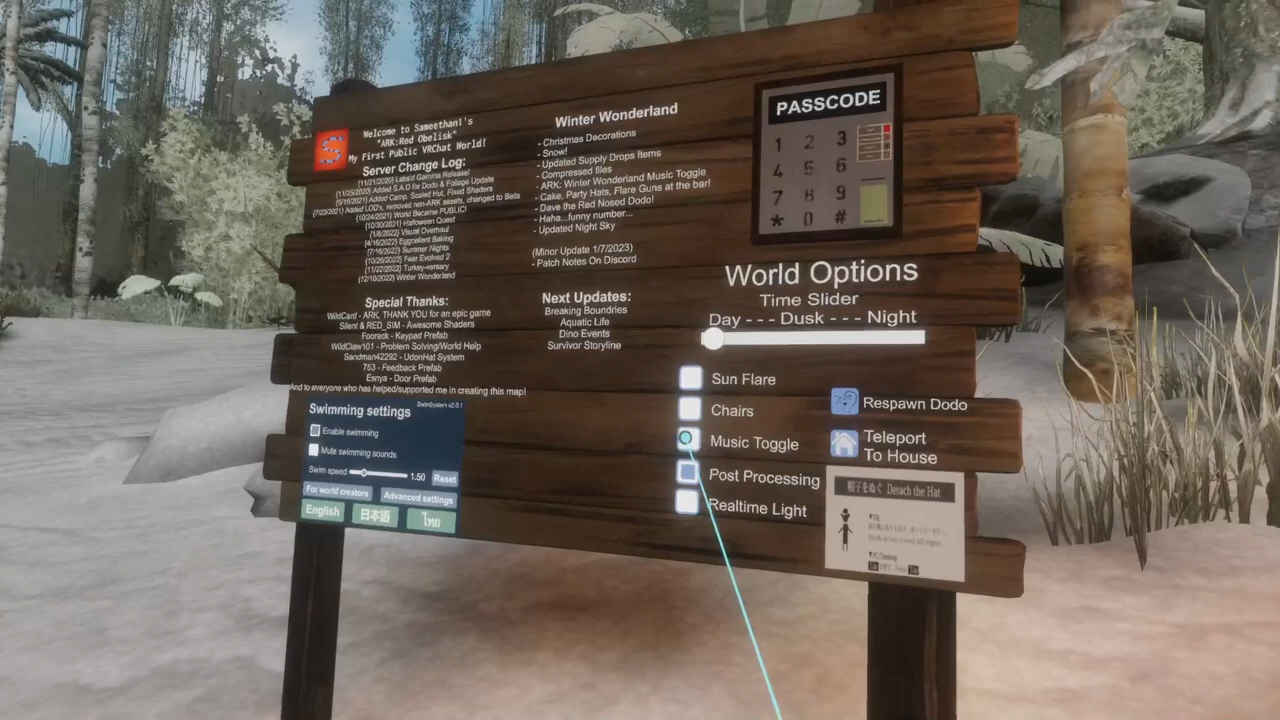 S
Welcome to Sameethan1's
"ARK:Red Obelisk"
My First Public VRChat World!
Server Change Log:
[11/21/2020] Labs'd Gamma Release!
[11/25/2020] Added S.A.D for Dodo & Foliage Update
[5/19/2021] Added Camp, Scaled Hut, Fixed Shaders
[7/23/2021] Added LOD's, removed non-ARK assets, changed to Beta
[10/24/2021] World Became PUBLIC!
[10/30/2021] Halloween Quest
[1/8/2022] Visual Overhaul
[4/16/2022] Eggcellent Baking
[7/16/2022] Summer Nights
[10/26/2022] Fear Evolved 2
[11/22/2022] Turkey-versary
[12/10/2022] Winter Wonderland
Special Thanks:
WildCard - ARK, THANK YOU for an epic game
Silent & RED_SIM - Awesome Shaders
Foorack - Keypad Prefab
WildClaw101 - Problem Solving/World Help
Sandman42292 - UdonHat System
753 - Feedback Prefab
Esnya - Door Prefab
And to everyone who has helped/supported me in creating this map!
Winter Wonderland
- Christmas Decorations
- Snow!
- Updated Supply Drops Items
- Compressed files
- ARK: Winter Wonderland Music Toggle
- Cake, Party Hats, Flare Guns at the bar!
- Dave the Red Nosed Dodo!
- Haha...funny number...
- Updated Night Sky
(Minor Update 1/7/2023)
- Patch Notes On Discord
Next Updates:
Breaking Boundries
Aquatic Life
Dino Events
Survivor Storyline
PASSCODE
1 2 3
4 5 6
7 8 9
* 0 #
World Options
Time Slider
Day - - - Dusk - - - Night
Sun Flare
Chairs
Music Toggle
Post Processing
Realtime Light
Respawn Dodo
Teleport
To House
SwimSystem v2.3.1
Swimming settings
Enable swimming
Mute swimming sounds
Swim speed 1.50 Reset
For world creators Advanced settings
English 日本語 ไทย
帽子をぬぐ Detach the Hat